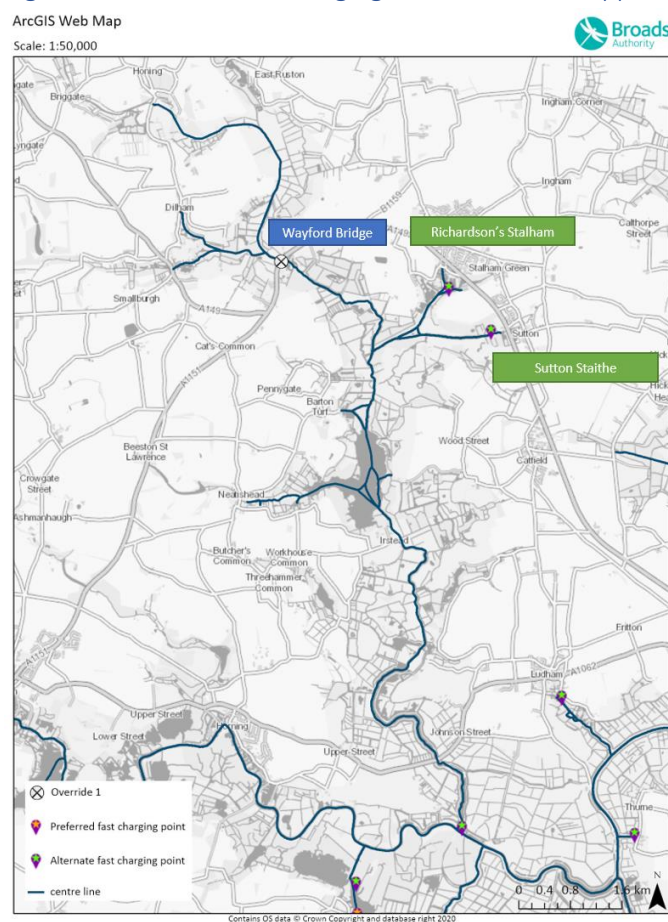 ArcGIS Web Map
Scale: 1:50,000
Broads
Authority
Honing
East Ruston
Briggate
Ingham Corner
Lyngate
Ingham
Dilham
B1159
Calthorpe
Street
Wayford Bridge
Richardson's Stalham
A149
Stalham Green
Smallburgh
A149
Sutton
Cat's Common
Sutton Staithe
A1151
Pennygate
Barton
Turf
Wood Street
Beeston St
Lawrence
Catfield
Crowgate
Street
Neatishead
Ashmanhaugh
Irstead
Butcher's
Common
Workhouse
Common
Threehammer
Common
Fritton
A1151
Ludham
A1062
Upper Street
Horning
Johnson Street
Lower Street
Upper Street
Thurne
Override 1
Preferred fast charging point
Alternate fast charging point
centre line
0 0.4 0.8 1.6 km
N
Contains OS data © Crown Copyright and database right 2020